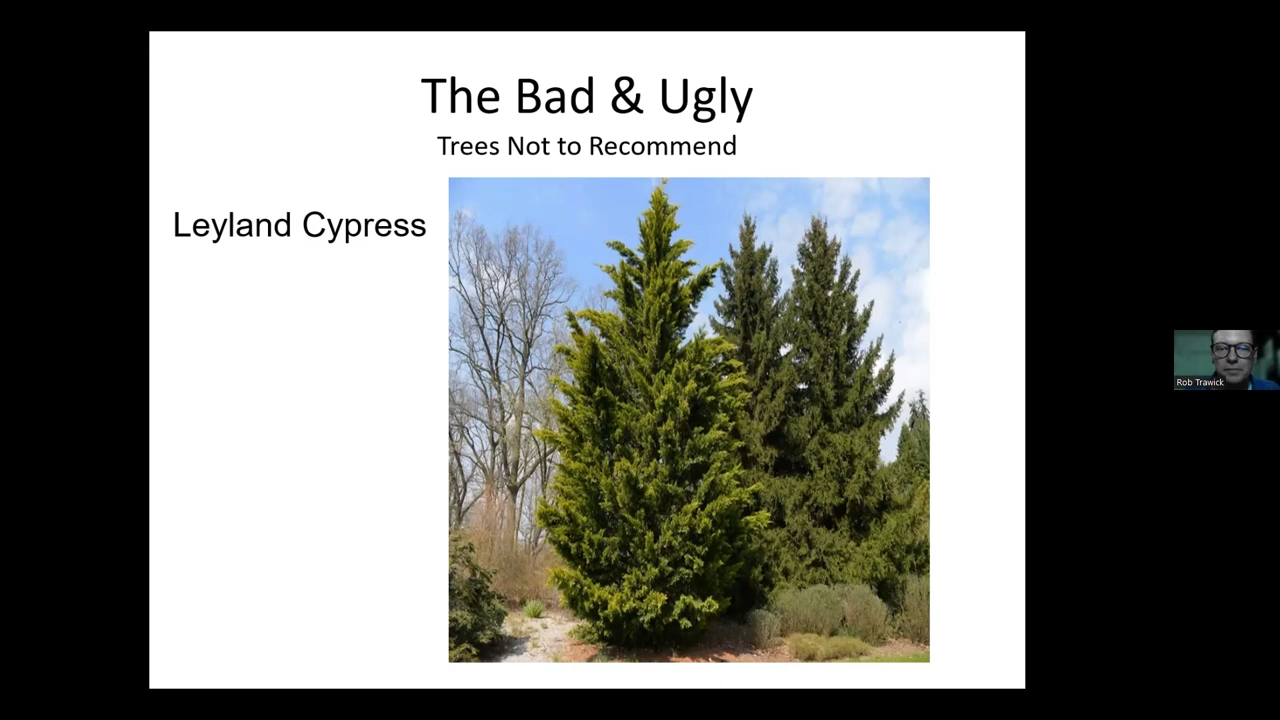 The Bad & Ugly
Trees Not to Recommend
Leyland Cypress
Rob Trawick